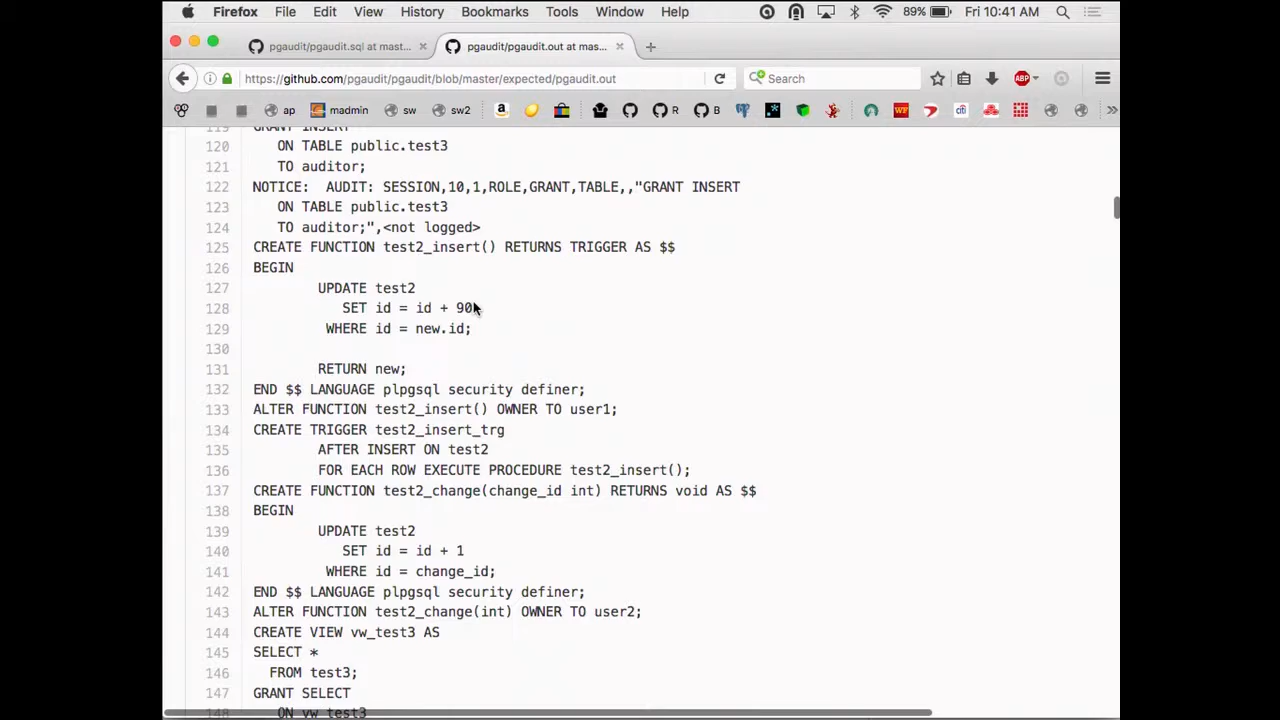 Firefox File Edit View History Bookmarks Tools Window Help 89% Fri 10:41 AM
pgaudit/pgaudit.sql at mast... pgaudit/pgaudit.out at mas...
https://github.com/pgaudit/pgaudit/blob/master/expected/pgaudit.out Search ABP
ap madmin sw sw2 a R B WF citi
119 GRANT INSERT
120 ON TABLE public.test3
121 TO auditor;
122 NOTICE:  AUDIT: SESSION,10,1,ROLE,GRANT,TABLE,,"GRANT INSERT
123 ON TABLE public.test3
124 TO auditor;",<not logged>
125 CREATE FUNCTION test2_insert() RETURNS TRIGGER AS $$
126 BEGIN
127 UPDATE test2
128 SET id = id + 90
129 WHERE id = new.id;
130
131 RETURN new;
132 END $$ LANGUAGE plpgsql security definer;
133 ALTER FUNCTION test2_insert() OWNER TO user1;
134 CREATE TRIGGER test2_insert_trg
135 AFTER INSERT ON test2
136 FOR EACH ROW EXECUTE PROCEDURE test2_insert();
137 CREATE FUNCTION test2_change(change_id int) RETURNS void AS $$
138 BEGIN
139 UPDATE test2
140 SET id = id + 1
141 WHERE id = change_id;
142 END $$ LANGUAGE plpgsql security definer;
143 ALTER FUNCTION test2_change(int) OWNER TO user2;
144 CREATE VIEW vw_test3 AS
145 SELECT *
146 FROM test3;
147 GRANT SELECT
148 ON vw_test3